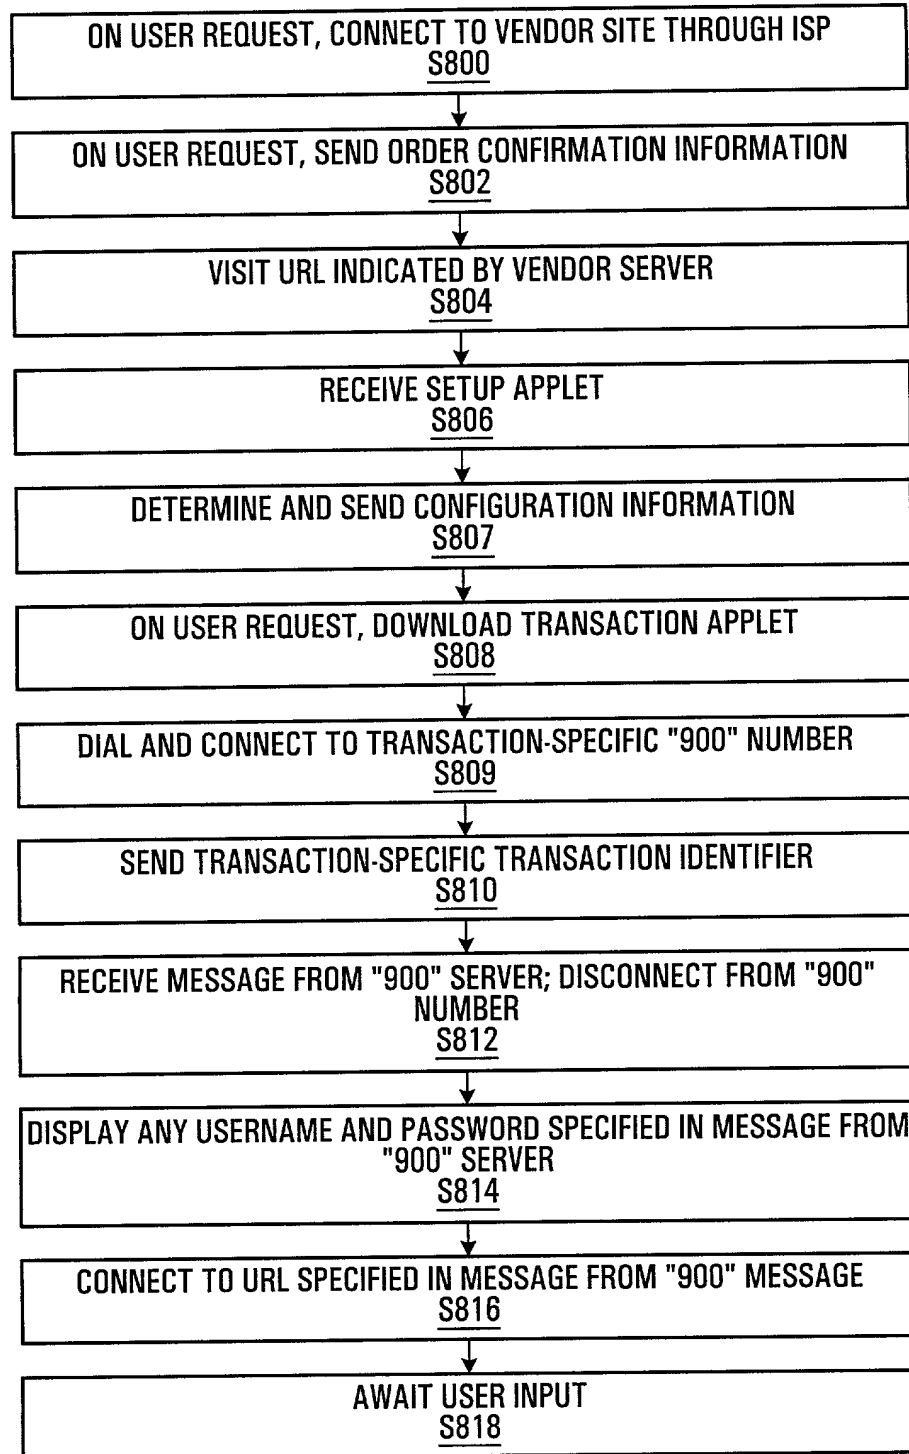 ON USER REQUEST, CONNECT TO VENDOR SITE THROUGH ISP
S800
ON USER REQUEST, SEND ORDER CONFIRMATION INFORMATION
S802
VISIT URL INDICATED BY VENDOR SERVER
S804
RECEIVE SETUP APPLET
S806
DETERMINE AND SEND CONFIGURATION INFORMATION
S807
ON USER REQUEST, DOWNLOAD TRANSACTION APPLET
S808
DIAL AND CONNECT TO TRANSACTION-SPECIFIC "900" NUMBER
S809
SEND TRANSACTION-SPECIFIC TRANSACTION IDENTIFIER
S810
RECEIVE MESSAGE FROM "900" SERVER; DISCONNECT FROM "900"
NUMBER
S812
DISPLAY ANY USERNAME AND PASSWORD SPECIFIED IN MESSAGE FROM
"900" SERVER
S814
CONNECT TO URL SPECIFIED IN MESSAGE FROM "900" MESSAGE
S816
AWAIT USER INPUT
S818